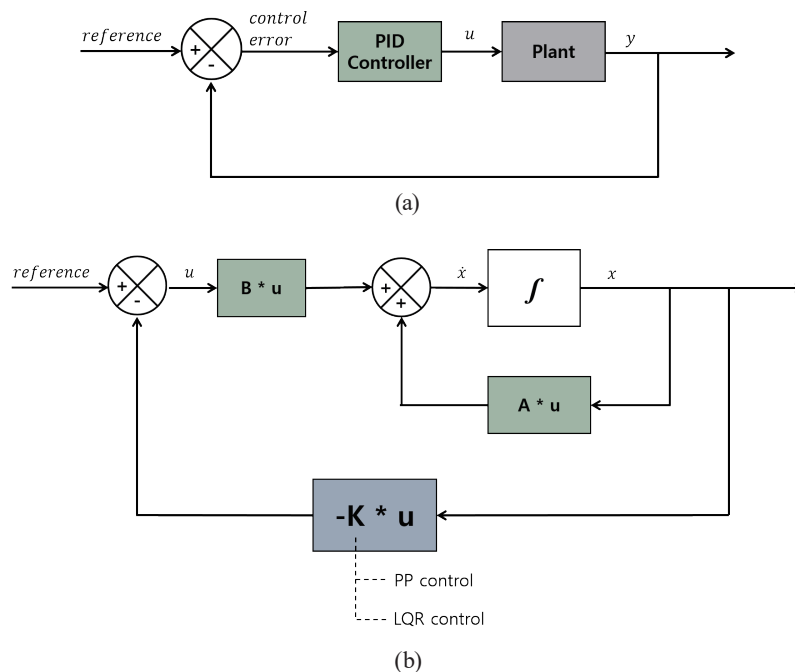 reference
+
-
control
error
PID
Controller
u
Plant
y
(a)
reference
+
-
u
B * u
+
+
ẋ
∫
x
A * u
-K * u
PP control
LQR control
(b)